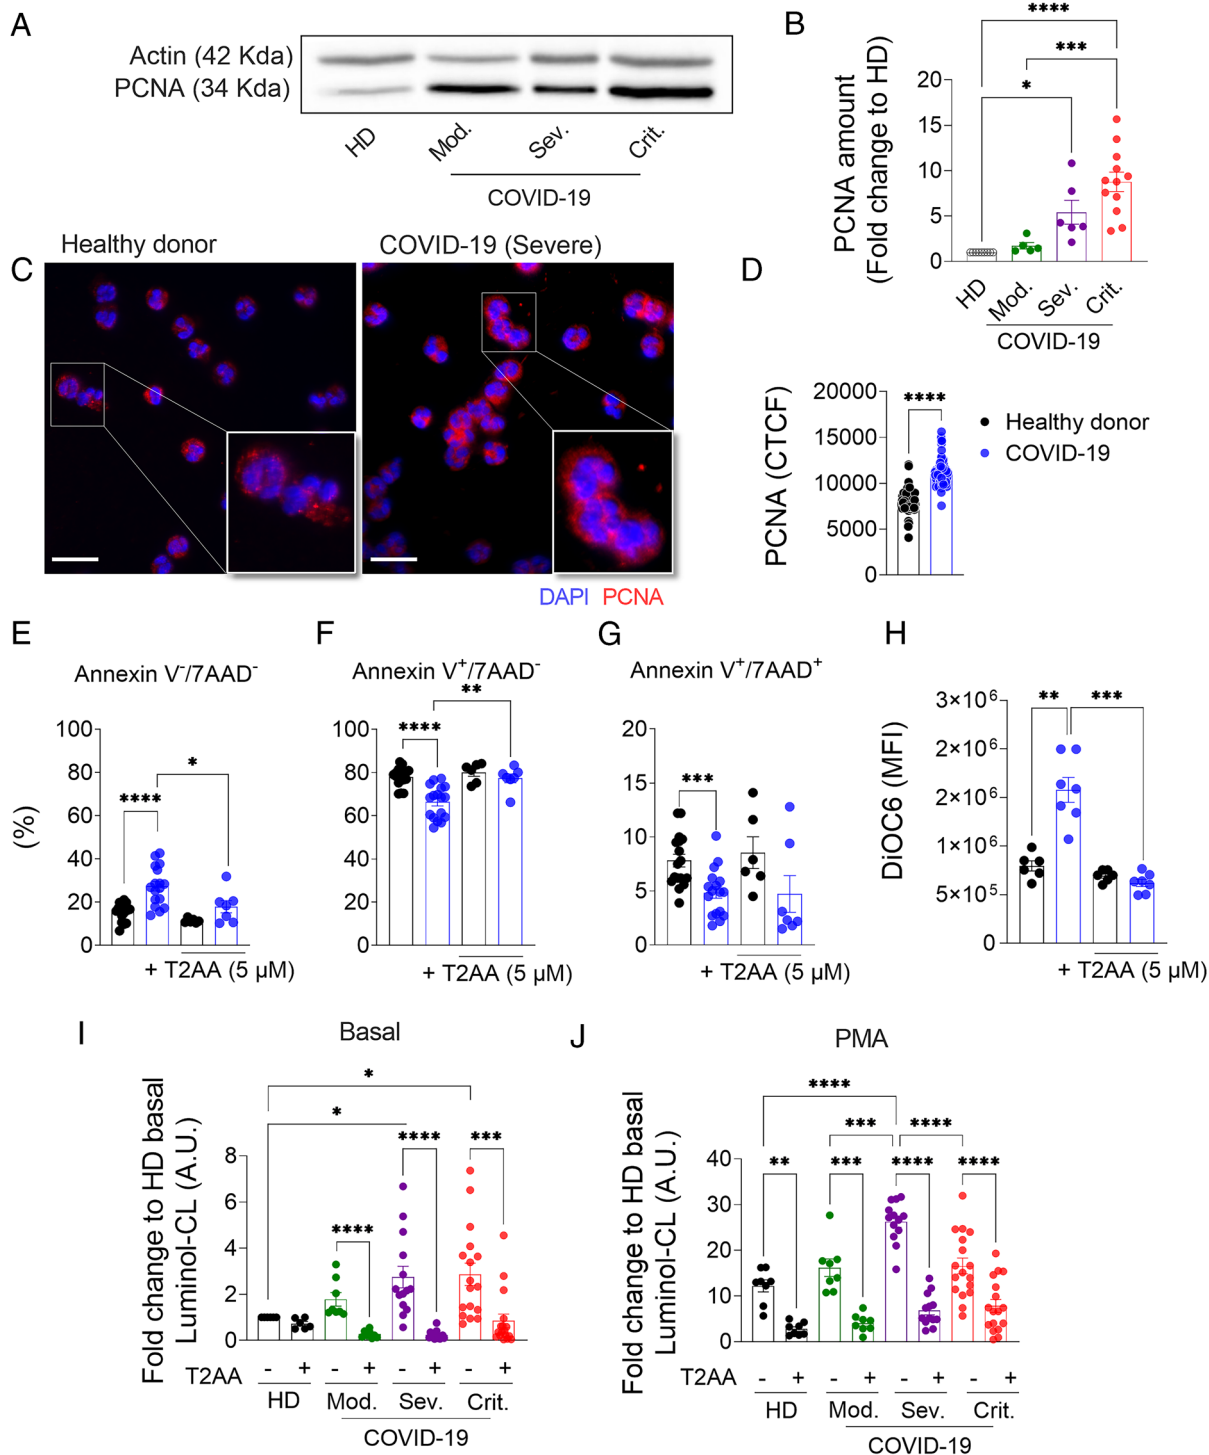 A
Actin (42 Kda)
PCNA (34 Kda)
HD
Mod.
Sev.
Crit.
COVID-19
B
PCNA amount
(Fold change to HD)
****
***
*
20
15
10
5
0
HD
Mod.
Sev.
Crit.
COVID-19
C
Healthy donor
COVID-19 (Severe)
DAPI PCNA
D
PCNA (CTCF)
20000
15000
10000
5000
0
****
Healthy donor
COVID-19
E
Annexin V-/7AAD-
(%)
100
80
60
40
20
0
****
*
+ T2AA (5 µM)
F
Annexin V+/7AAD-
100
80
60
40
20
0
****
**
+ T2AA (5 µM)
G
Annexin V+/7AAD+
20
15
10
5
0
***
+ T2AA (5 µM)
H
DiOC6 (MFI)
3×10⁶
2×10⁶
2×10⁶
1×10⁶
5×10⁵
0
**
***
+ T2AA (5 µM)
I
Basal
Fold change to HD basal
Luminol-CL (A.U.)
8
6
4
2
0
*
*
****
****
***
T2AA
- + - + - + - +
HD
Mod.
Sev.
Crit.
COVID-19
J
PMA
Fold change to HD basal
Luminol-CL (A.U.)
40
30
20
10
0
****
***
****
**
***
****
****
T2AA
- + - + - + - +
HD
Mod.
Sev.
Crit.
COVID-19